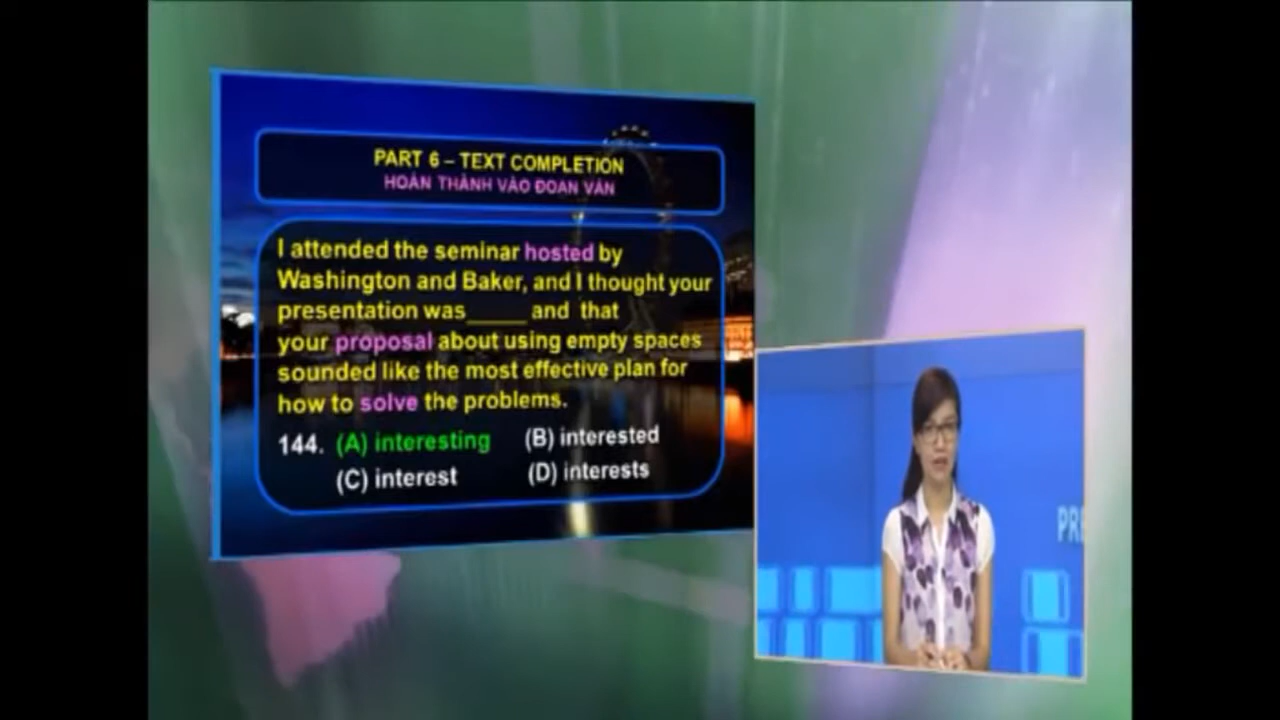 PART 6 – TEXT COMPLETION
HOÀN THÀNH VÀO ĐOẠN VĂN
I attended the seminar hosted by
Washington and Baker, and I thought your
presentation was_____ and that
your proposal about using empty spaces
sounded like the most effective plan for
how to solve the problems.
144. (A) interesting (B) interested
(C) interest (D) interests